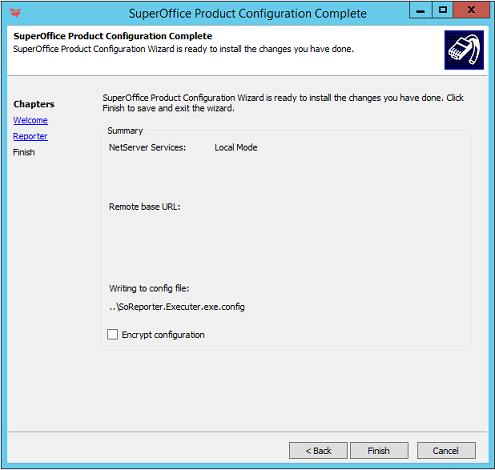 SuperOffice Product Configuration Complete
SuperOffice Product Configuration Complete
SuperOffice Product Configuration Wizard is ready to install the changes you have done.
Chapters
Welcome
Reporter
Finish
SuperOffice Product Configuration Wizard is ready to install the changes you have done. Click
Finish to save and exit the wizard.
Summary
NetServer Services: Local Mode
Remote base URL:
Writing to config file:
..\SoReporter.Executer.exe.config
Encrypt configuration
< Back Finish Cancel